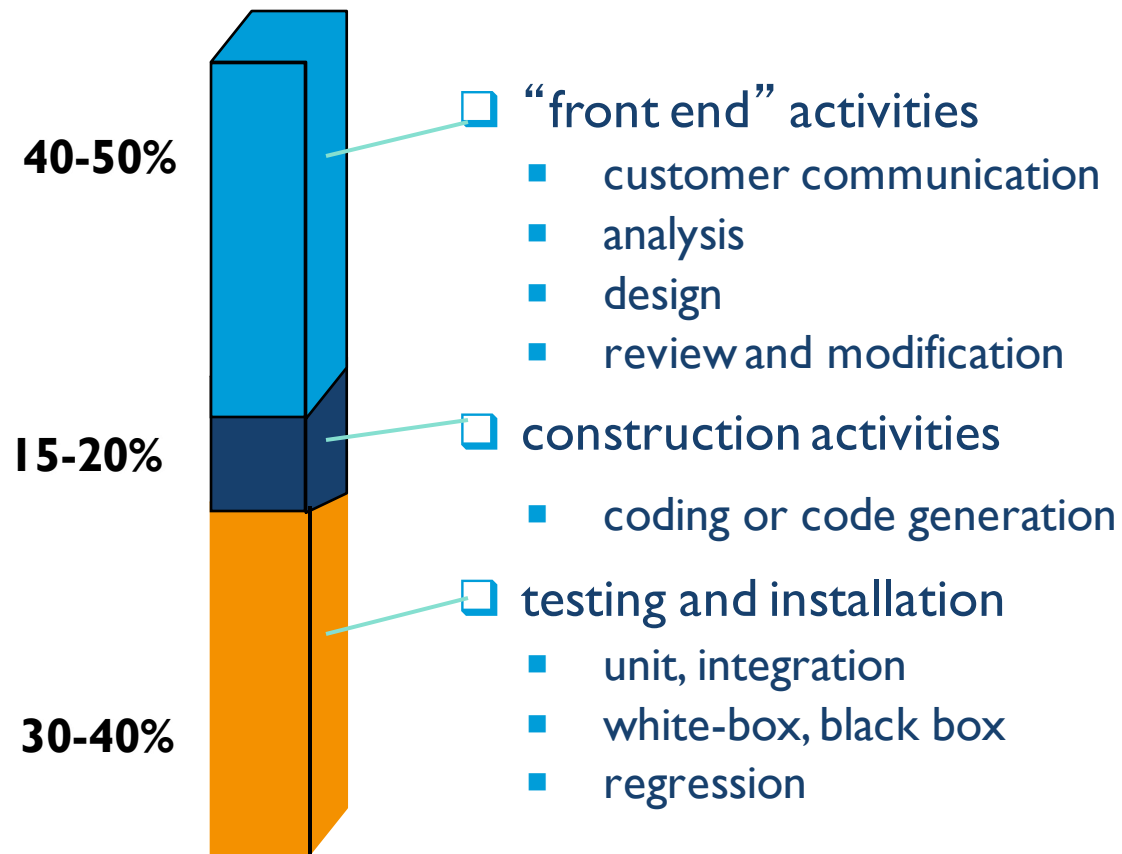 40-50%
“front end” activities
customer communication
analysis
design
review and modification
15-20%
construction activities
coding or code generation
30-40%
testing and installation
unit, integration
white-box, black box
regression